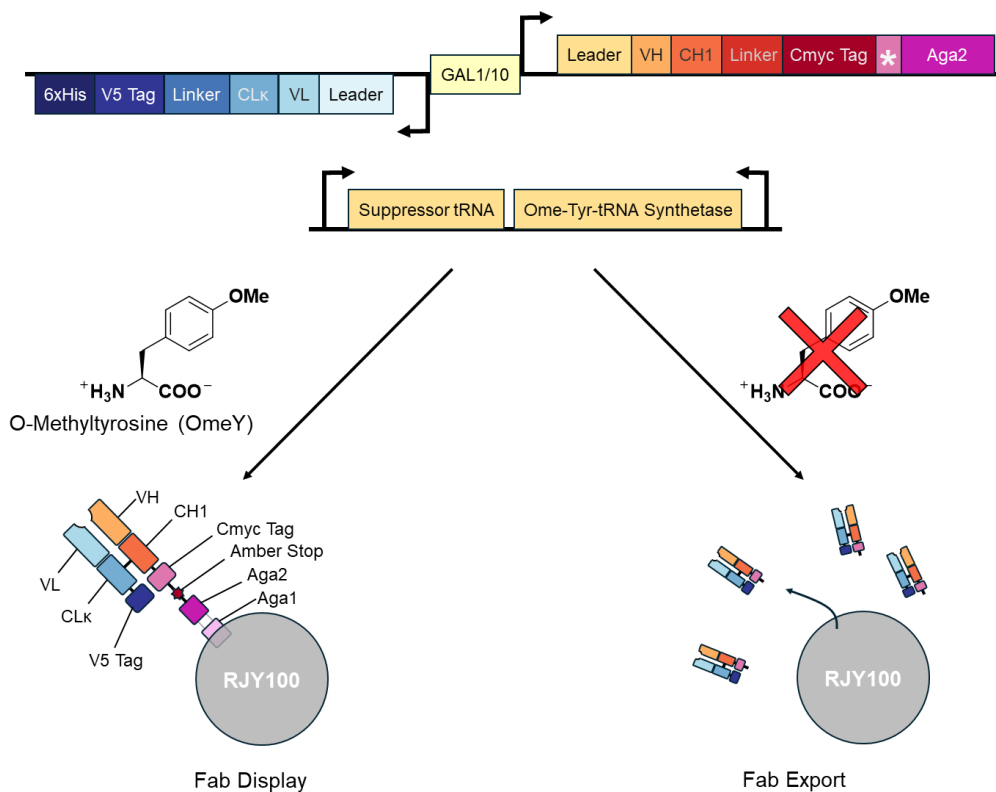 Leader VH CH1 Linker Cmyc Tag * Aga2
GAL1/10
6xHis V5 Tag Linker CLκ VL Leader
Suppressor tRNA Ome-Tyr-tRNA Synthetase
OMe
⁺H₃N COO⁻
O-Methyltyrosine (OmeY)
OMe
⁺H₃N COO⁻
VH
CH1
Cmyc Tag
Amber Stop
Aga2
Aga1
VL
CLκ
V5 Tag
RJY100
RJY100
Fab Display
Fab Export